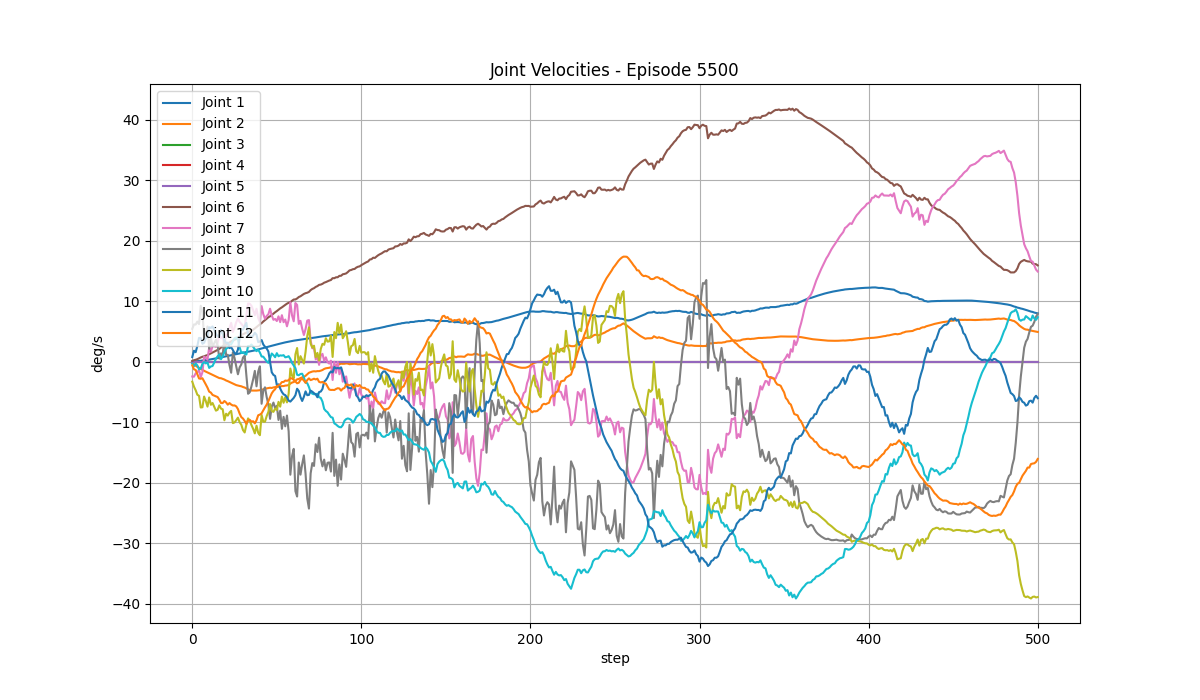 Joint Velocities - Episode 5500
deg/s
40
30
20
10
0
−10
−20
−30
−40
Joint 1
Joint 2
Joint 3
Joint 4
Joint 5
Joint 6
Joint 7
Joint 8
Joint 9
Joint 10
Joint 11
Joint 12
0 100 200 300 400 500
step